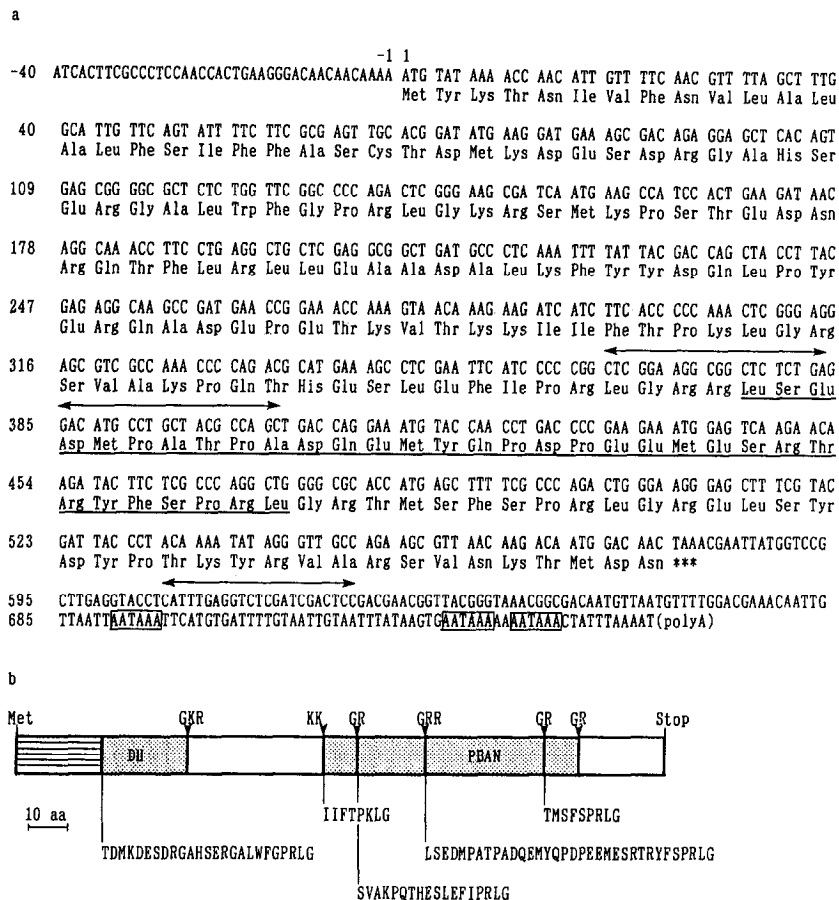 a
-1 1
-40 ATCACTTCGCCCTCCAACCACTGAAGGGACAACAACAAAA ATG TAT AAA ACC AAC ATT GTT TTC AAC GTT TTA GCT TTG
Met Tyr Lys Thr Asn Ile Val Phe Asn Val Leu Ala Leu
40 GCA TTG TTC AGT ATT TTC TTC GCG AGT TGC ACG GAT ATG AAG GAT GAA AGC GAC AGA GGA GCT CAC AGT
Ala Leu Phe Ser Ile Phe Phe Ala Ser Cys Thr Asp Met Lys Asp Glu Ser Asp Arg Gly Ala His Ser
109 GAG CGG GGC GCT CTC TGG TTC GGC CCC AGA CTC GGG AAG CGA TCA ATG AAG CCA TCC ACT GAA GAT AAC
Glu Arg Gly Ala Leu Trp Phe Gly Pro Arg Leu Gly Lys Arg Ser Met Lys Pro Ser Thr Glu Asp Asn
178 AGG CAA ACC TTC CTG AGG CTG CTC GAG GCG GCT GAT GCC CTC AAA TTT TAT TAC GAC CAG CTA CCT TAC
Arg Gln Thr Phe Leu Arg Leu Leu Glu Ala Ala Asp Ala Leu Lys Phe Tyr Tyr Asp Gln Leu Pro Tyr
247 GAG AGG CAA GCC GAT GAA CCG GAA ACC AAA GTA ACA AAG AAG ATC ATC TTC ACC CCC AAA CTC GGG AGG
Glu Arg Gln Ala Asp Glu Pro Glu Thr Lys Val Thr Lys Lys Ile Ile Phe Thr Pro Lys Leu Gly Arg
316 AGC GTC GCC AAA CCC CAG ACG CAT GAA AGC CTC GAA TTC ATC CCC CGG CTC GGA AGG CGG CTC TCT GAG
Ser Val Ala Lys Pro Gln Thr His Glu Ser Leu Glu Phe Ile Pro Arg Leu Gly Arg Arg Leu Ser Glu
385 GAC ATG CCT GCT ACG CCA GCT GAC CAG GAA ATG TAC CAA CCT GAC CCC GAA GAA ATG GAG TCA AGA ACA
Asp Met Pro Ala Thr Pro Ala Asp Gln Glu Met Tyr Gln Pro Asp Pro Glu Glu Met Glu Ser Arg Thr
454 AGA TAC TTC TCG CCC AGG CTG GGG CGC ACC ATG AGC TTT TCG CCC AGA CTG GGA AGG GAG CTT TCG TAC
Arg Tyr Phe Ser Pro Arg Leu Gly Arg Thr Met Ser Phe Ser Pro Arg Leu Gly Arg Glu Leu Ser Tyr
523 GAT TAC CCT ACA AAA TAT AGG GTT GCC AGA AGC GTT AAC AAG ACA ATG GAC AAC TAAACGAATTATGGTCCG
Asp Tyr Pro Thr Lys Tyr Arg Val Ala Arg Ser Val Asn Lys Thr Met Asp Asn ***
595 CTTGAGGTACCTCATTTGAGGTCTCGATCGACTCCGACGAACGGTTACGGGTAAACGGCGACAATGTTAATGTTTTGGACGAAACAATTG
685 TTAATTAATAAATTCATGTGATTTTGTAATTGTAATTTATAAGTGAATAAAAAAATAAACTATTTAAAAT(polyA)
b
Met GKR KK GR GRR GR GR Stop
DH PBAN
10 aa IIFTPKLG TMSFSPRLG
TDMKDESDRGAHSERGALWFGPRLG LSEDMPATPADQEMYQPDPEEMESRTRYFSPRLG
SVAKPQTHESLEFIPRLG